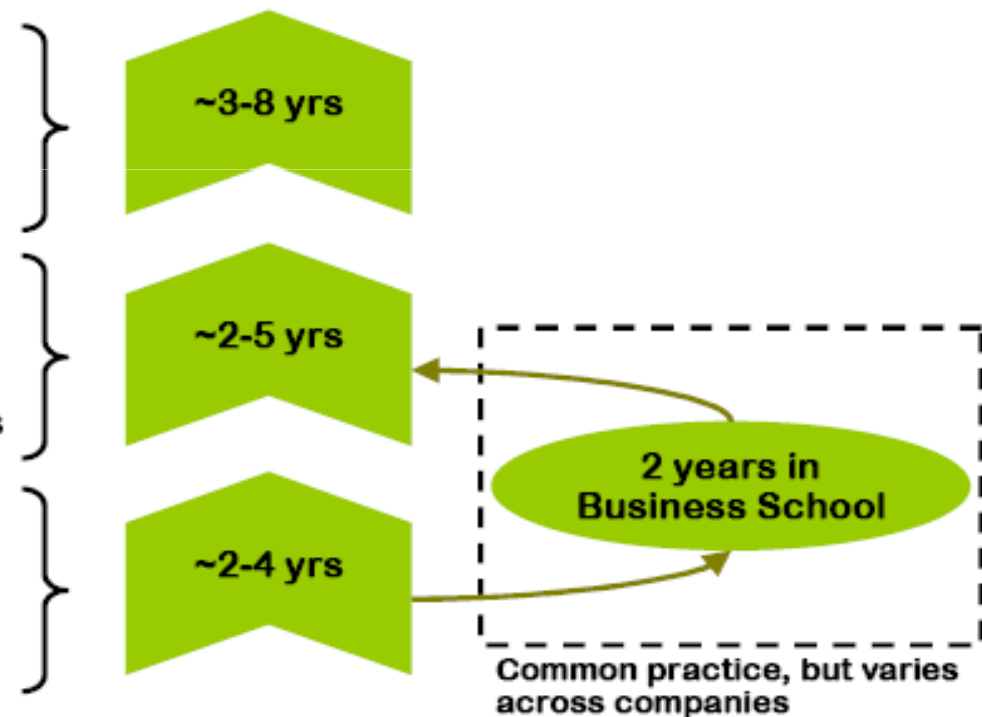 ~3-8 yrs
~2-5 yrs
2 years in
Business School
~2-4 yrs
Common practice, but varies
across companies